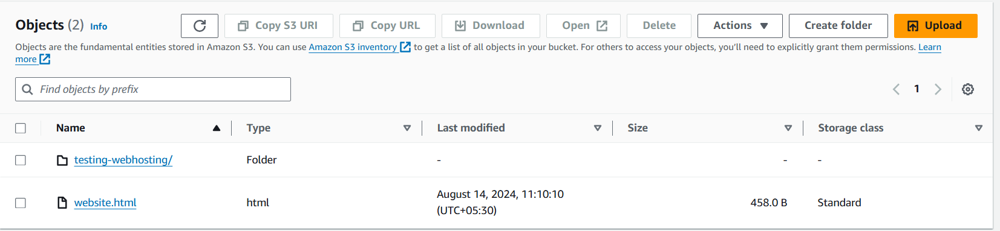 Objects (2) Info
Copy S3 URI Copy URL Download Open Delete Actions Create folder Upload
Objects are the fundamental entities stored in Amazon S3. You can use Amazon S3 inventory to get a list of all objects in your bucket. For others to access your objects, you'll need to explicitly grant them permissions. Learn
more
Find objects by prefix
1
Name Type Last modified Size Storage class
testing-webhosting/ Folder - - -
website.html html August 14, 2024, 11:10:10 458.0 B Standard
(UTC+05:30)